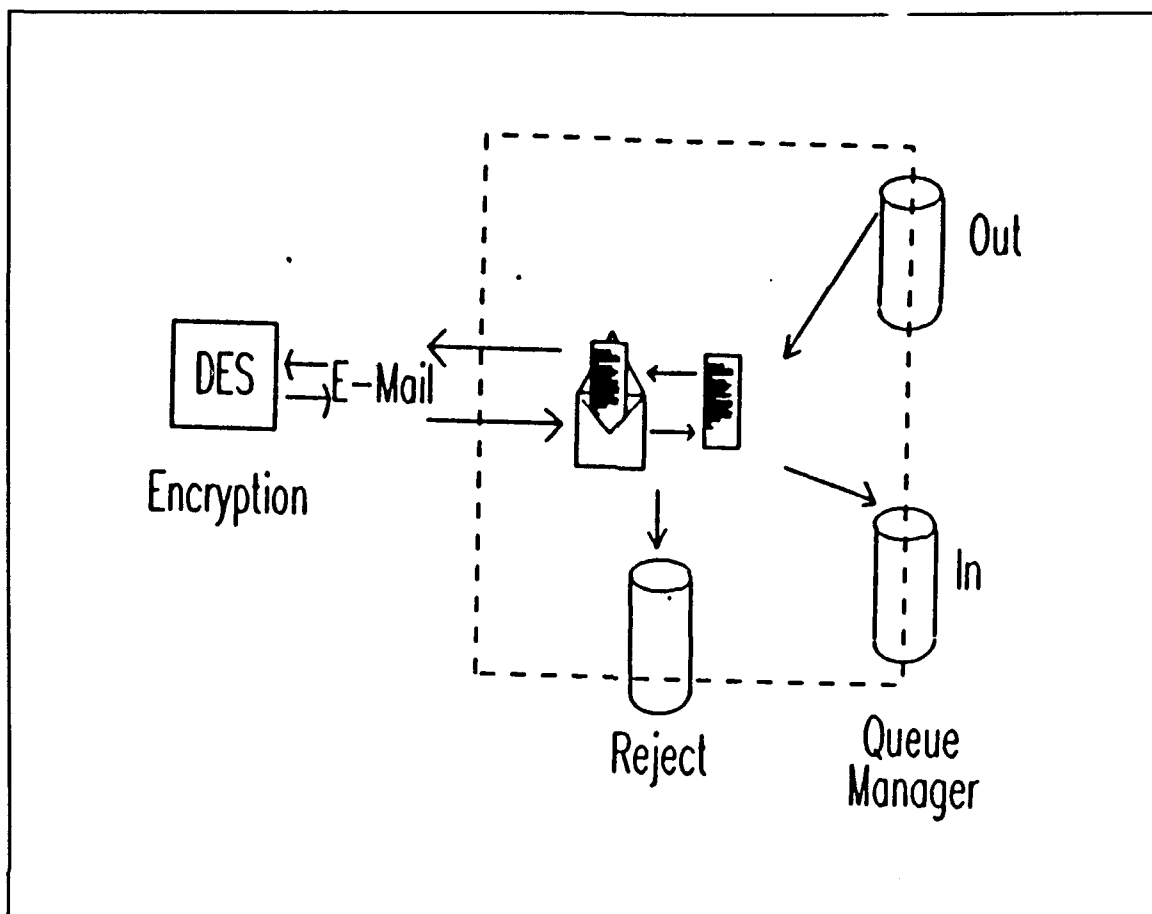 Out
DES
E-Mail
Encryption
In
Reject
Queue
Manager